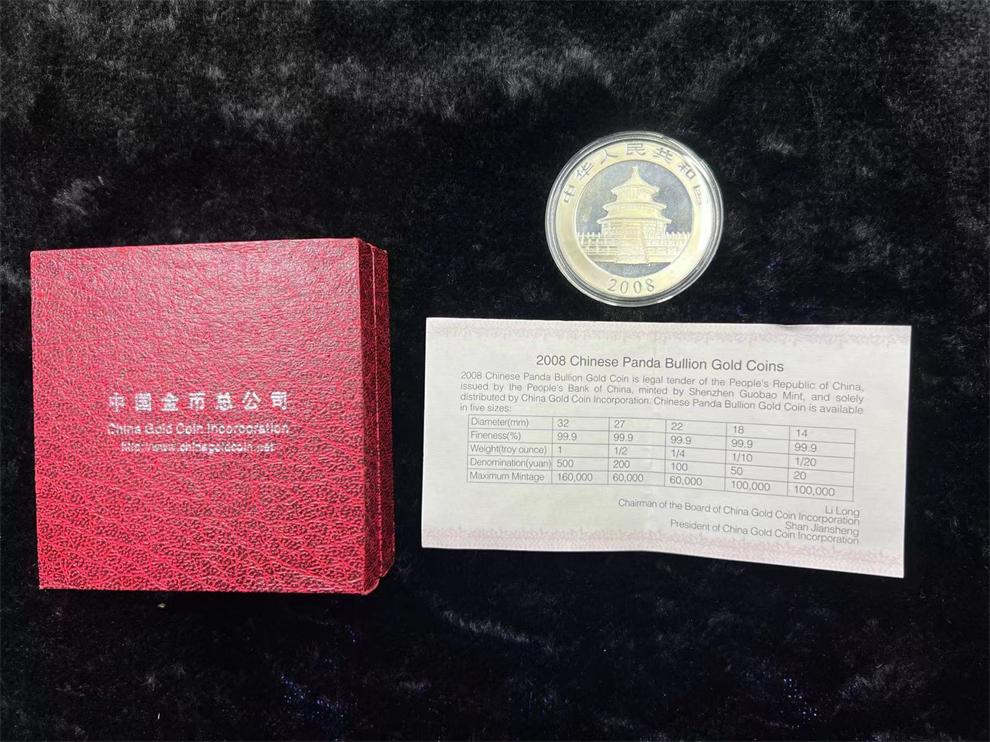 中华人民共和国
2008
中国金币总公司
China Gold Coin Incorporation
http://www.chinagoldcoin.net
2008 Chinese Panda Bullion Gold Coins
2008 Chinese Panda Bullion Gold Coin is legal tender of the People's Republic of China,
issued by the People's Bank of China, minted by Shenzhen Guobao Mint, and solely
distributed by China Gold Coin Incorporation. Chinese Panda Bullion Gold Coin is available
in five sizes:
Diameter(mm) 32 27 22 18 14
Fineness(%) 99.9 99.9 99.9 99.9 99.9
Weight(troy ounce) 1 1/2 1/4 1/10 1/20
Denomination(yuan) 500 200 100 50 20
Maximum Mintage 160,000 60,000 60,000 100,000 100,000
Li Long
Chairman of the Board of China Gold Coin Incorporation
Shan Jiansheng
President of China Gold Coin Incorporation